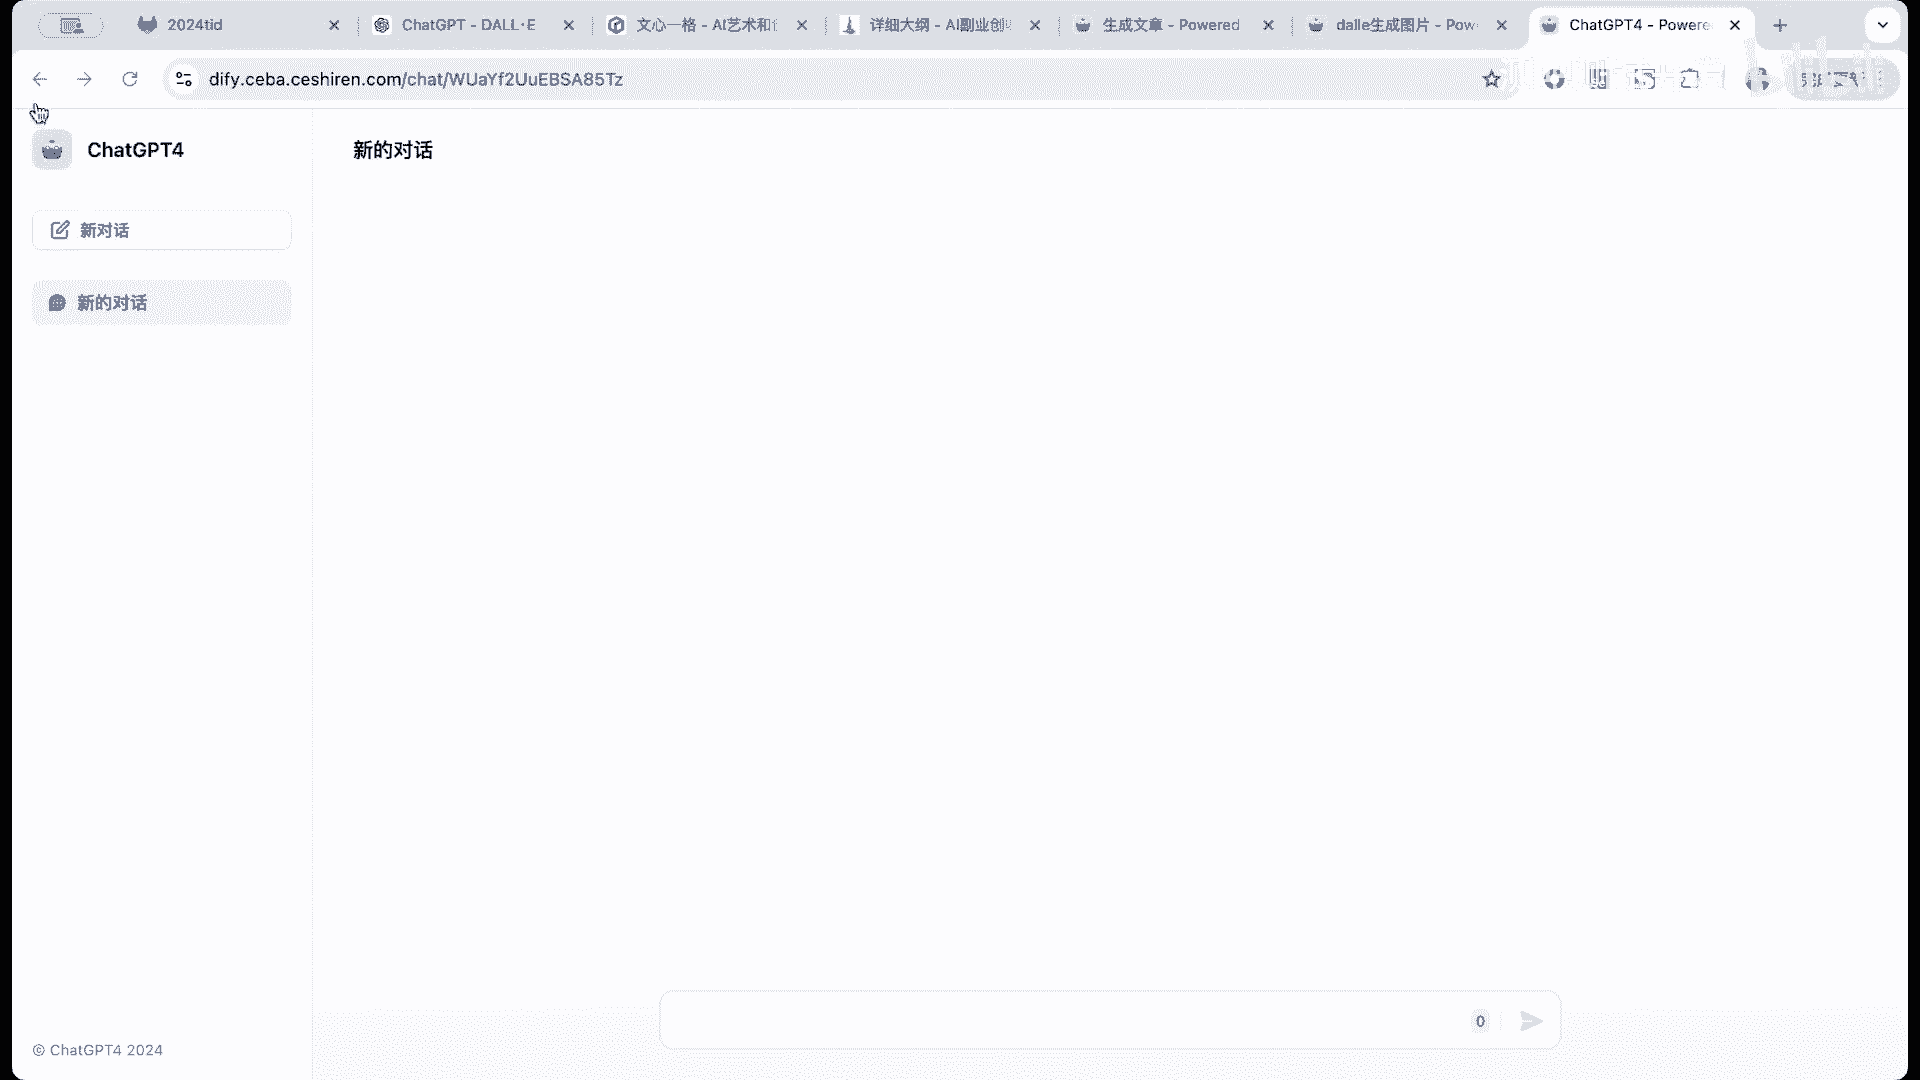 2024tid
ChatGPT - DALL·E
文心一格 - AI艺术和
详细大纲 - AI副业创
生成文章 - Powered
dalle生成图片 - Pow
ChatGPT4 - Powere
dify.ceba.ceshiren.com/chat/WUaYf2UuEBSA85Tz
ChatGPT4
新的对话
新对话
新的对话
0
© ChatGPT4 2024